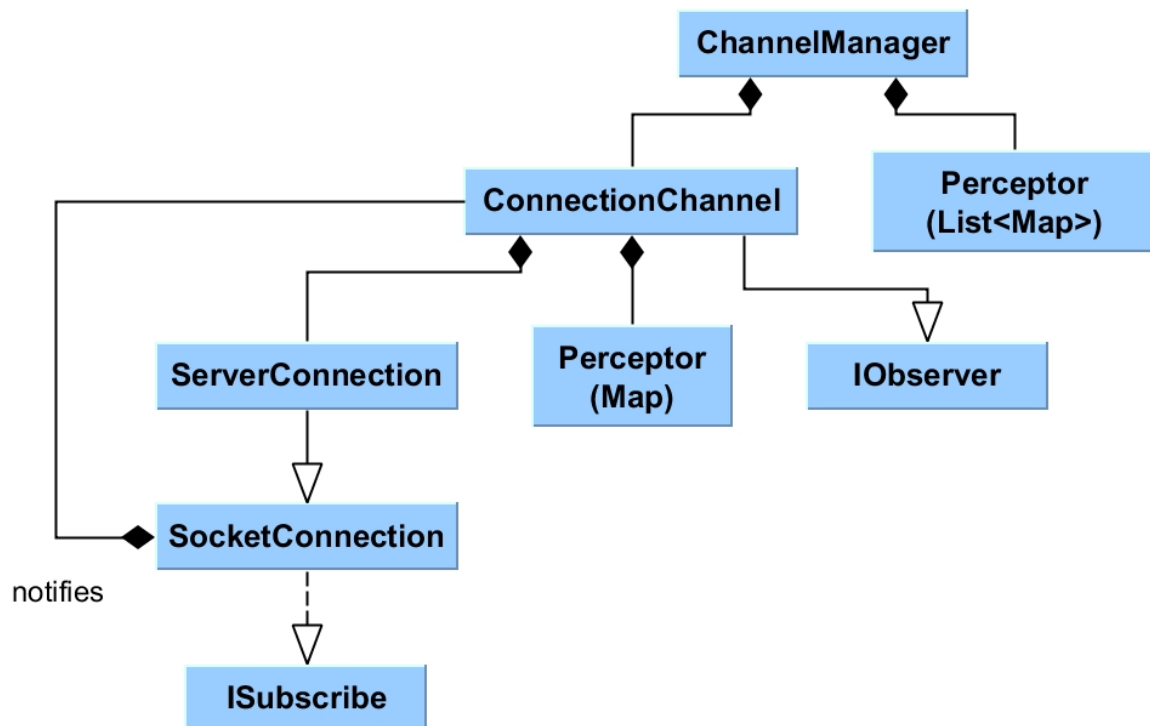 ChannelManager
ConnectionChannel
Perceptor
(List<Map>)
ServerConnection
Perceptor
(Map)
IObserver
SocketConnection
notifies
ISubscribe